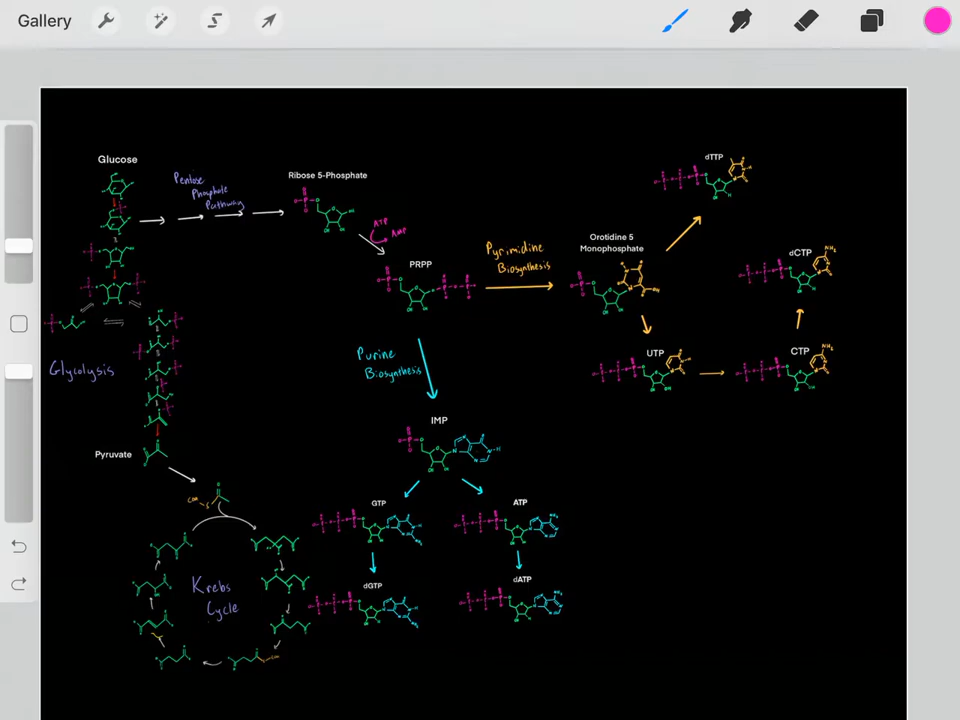 Gallery
Glucose
Pentose
Phosphate
Pathway
Ribose 5-Phosphate
ATP
AMP
PRPP
Pyrimidine
Biosynthesis
Orotidine 5
Monophosphate
dTTP
dCTP
UTP
CTP
Purine
Biosynthesis
Glycolysis
Pyruvate
IMP
GTP
ATP
dGTP
dATP
Krebs
Cycle